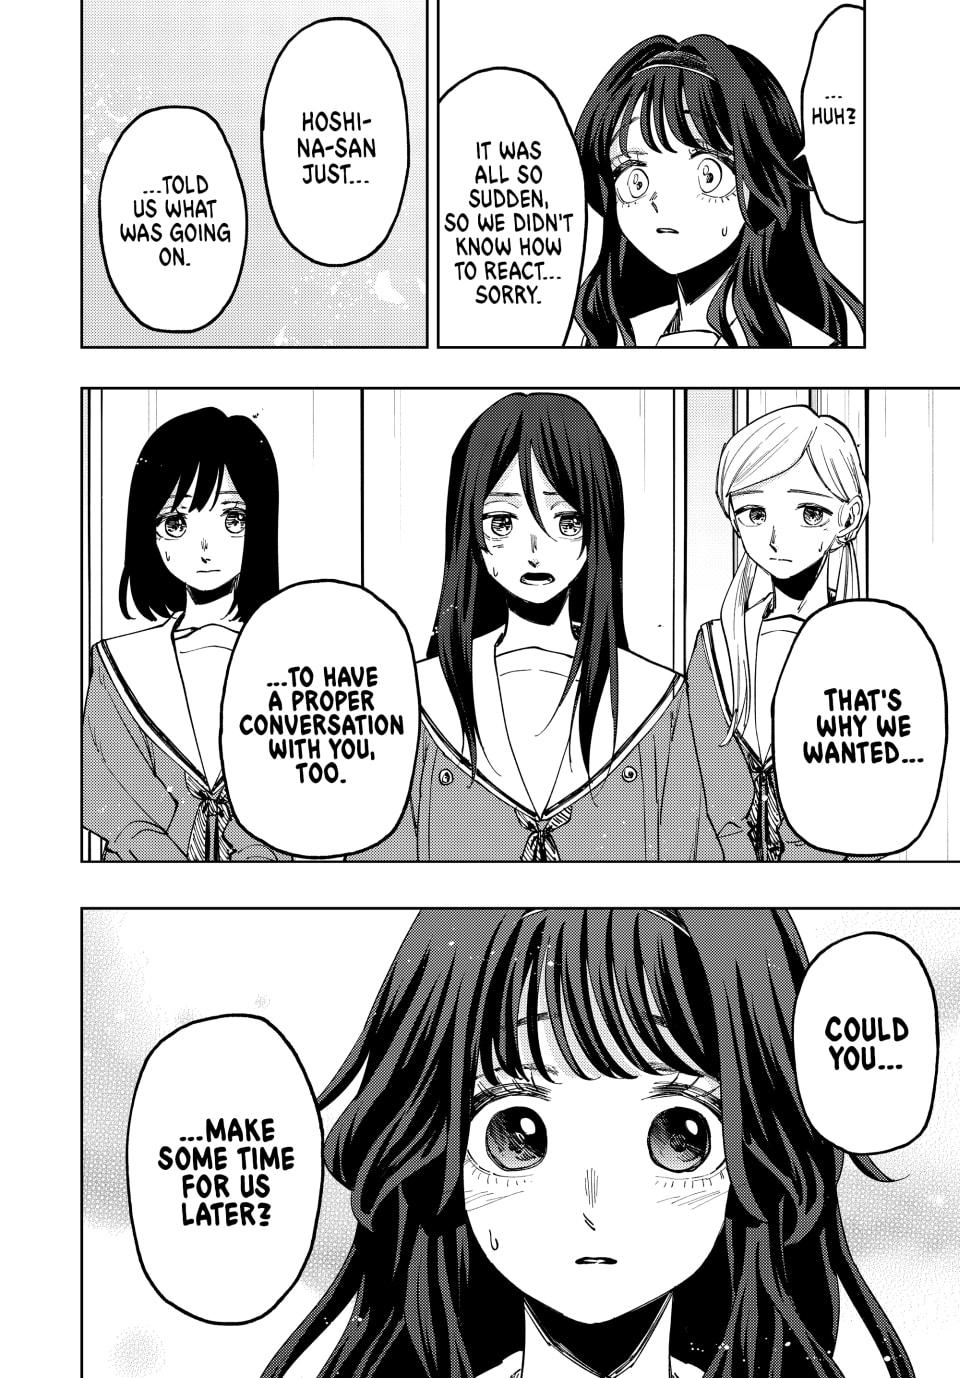 ...
HUH?
IT WAS
ALL SO
SUDDEN,
SO WE DIDN'T
KNOW HOW
TO REACT...
SORRY.
HOSHI-
NA-SAN
JUST...
...TOLD
US WHAT
WAS GOING
ON.
THAT'S
WHY WE
WANTED...
...TO HAVE
A PROPER
CONVERSATION
WITH YOU,
TOO.
COULD
YOU...
...MAKE
SOME TIME
FOR US
LATER?